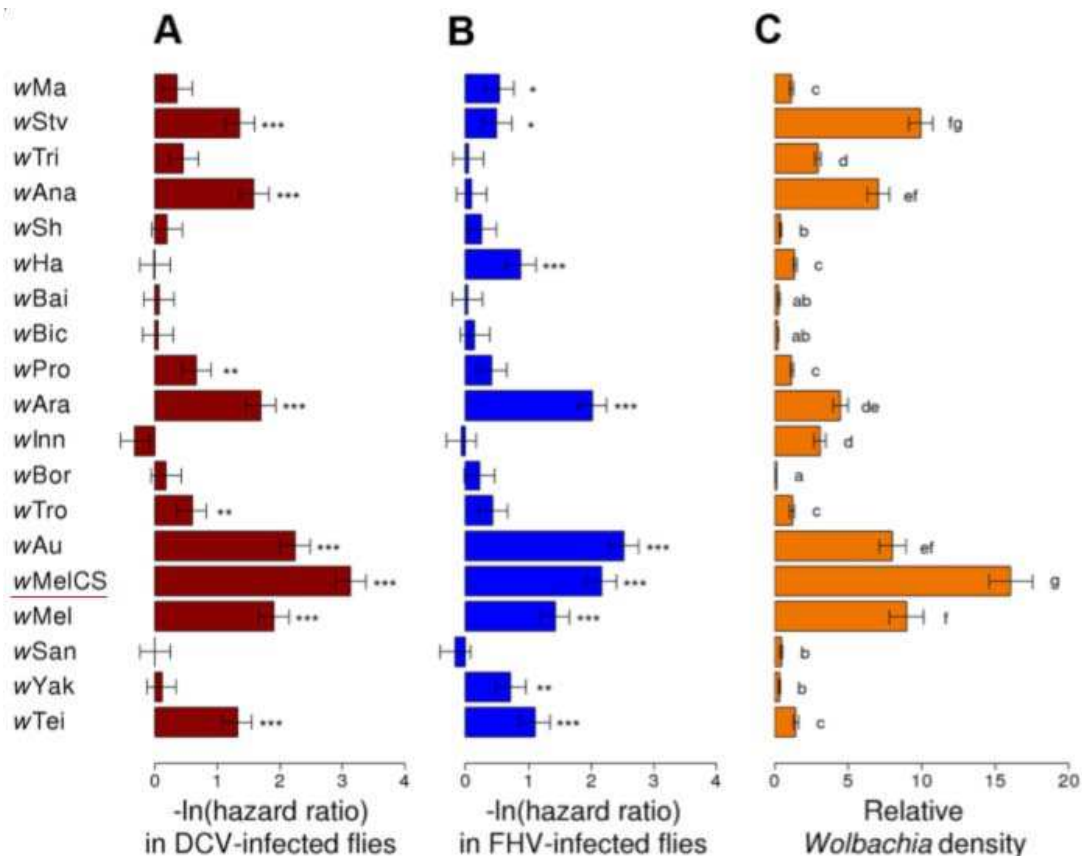 A B C
wMa * c
wStv *** * fg
wTri d
wAna *** ef
wSh b
wHa *** c
wBai ab
wBic ab
wPro ** c
wAra *** *** de
wInn d
wBor a
wTro ** c
wAu *** *** ef
wMelCS *** *** g
wMel *** *** f
wSan b
wYak ** b
wTei *** *** c
0 1 2 3 4 0 1 2 3 4 0 5 10 15 20
-ln(hazard ratio) -ln(hazard ratio) Relative
in DCV-infected flies in FHV-infected flies Wolbachia density